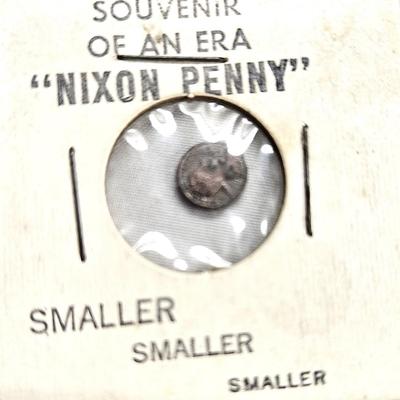 SOUVENIR
OF AN ERA
"NIXON PENNY"
SMALLER
SMALLER
SMALLER